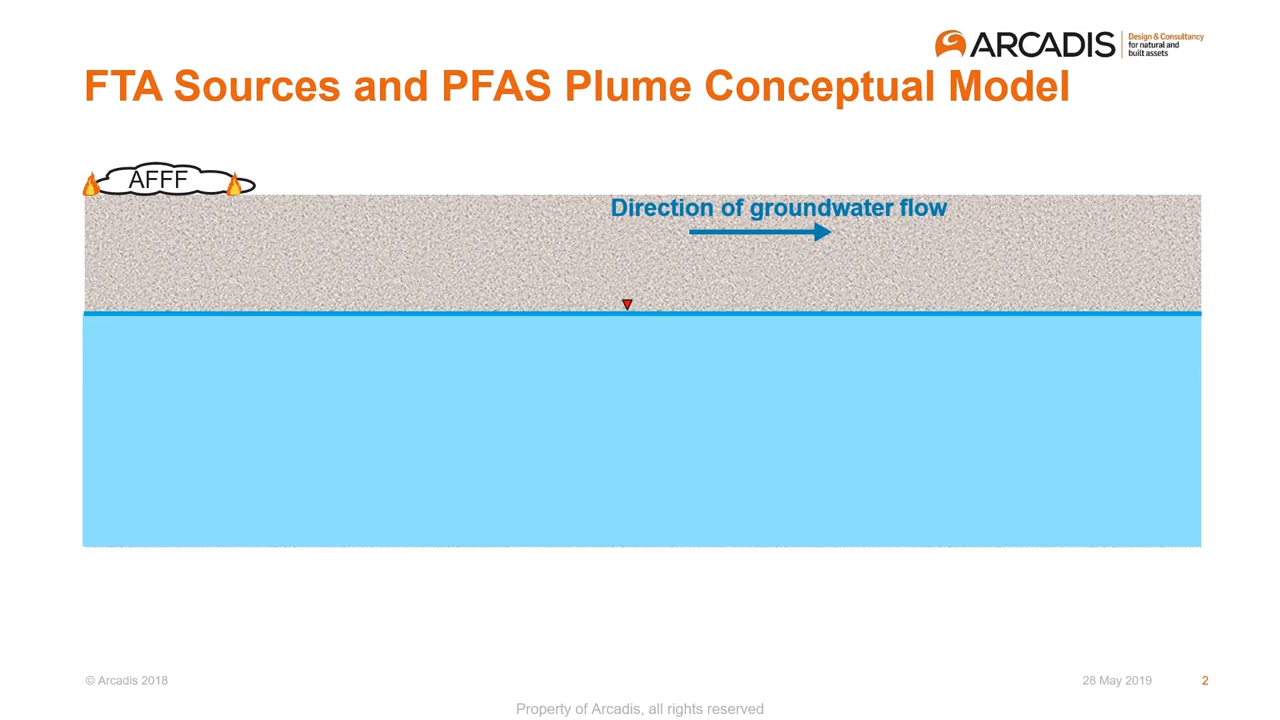 ARCADIS
Design & Consultancy
for natural and
built assets
FTA Sources and PFAS Plume Conceptual Model
AFFF
Direction of groundwater flow
© Arcadis 2018
28 May 2019
2
Property of Arcadis, all rights reserved